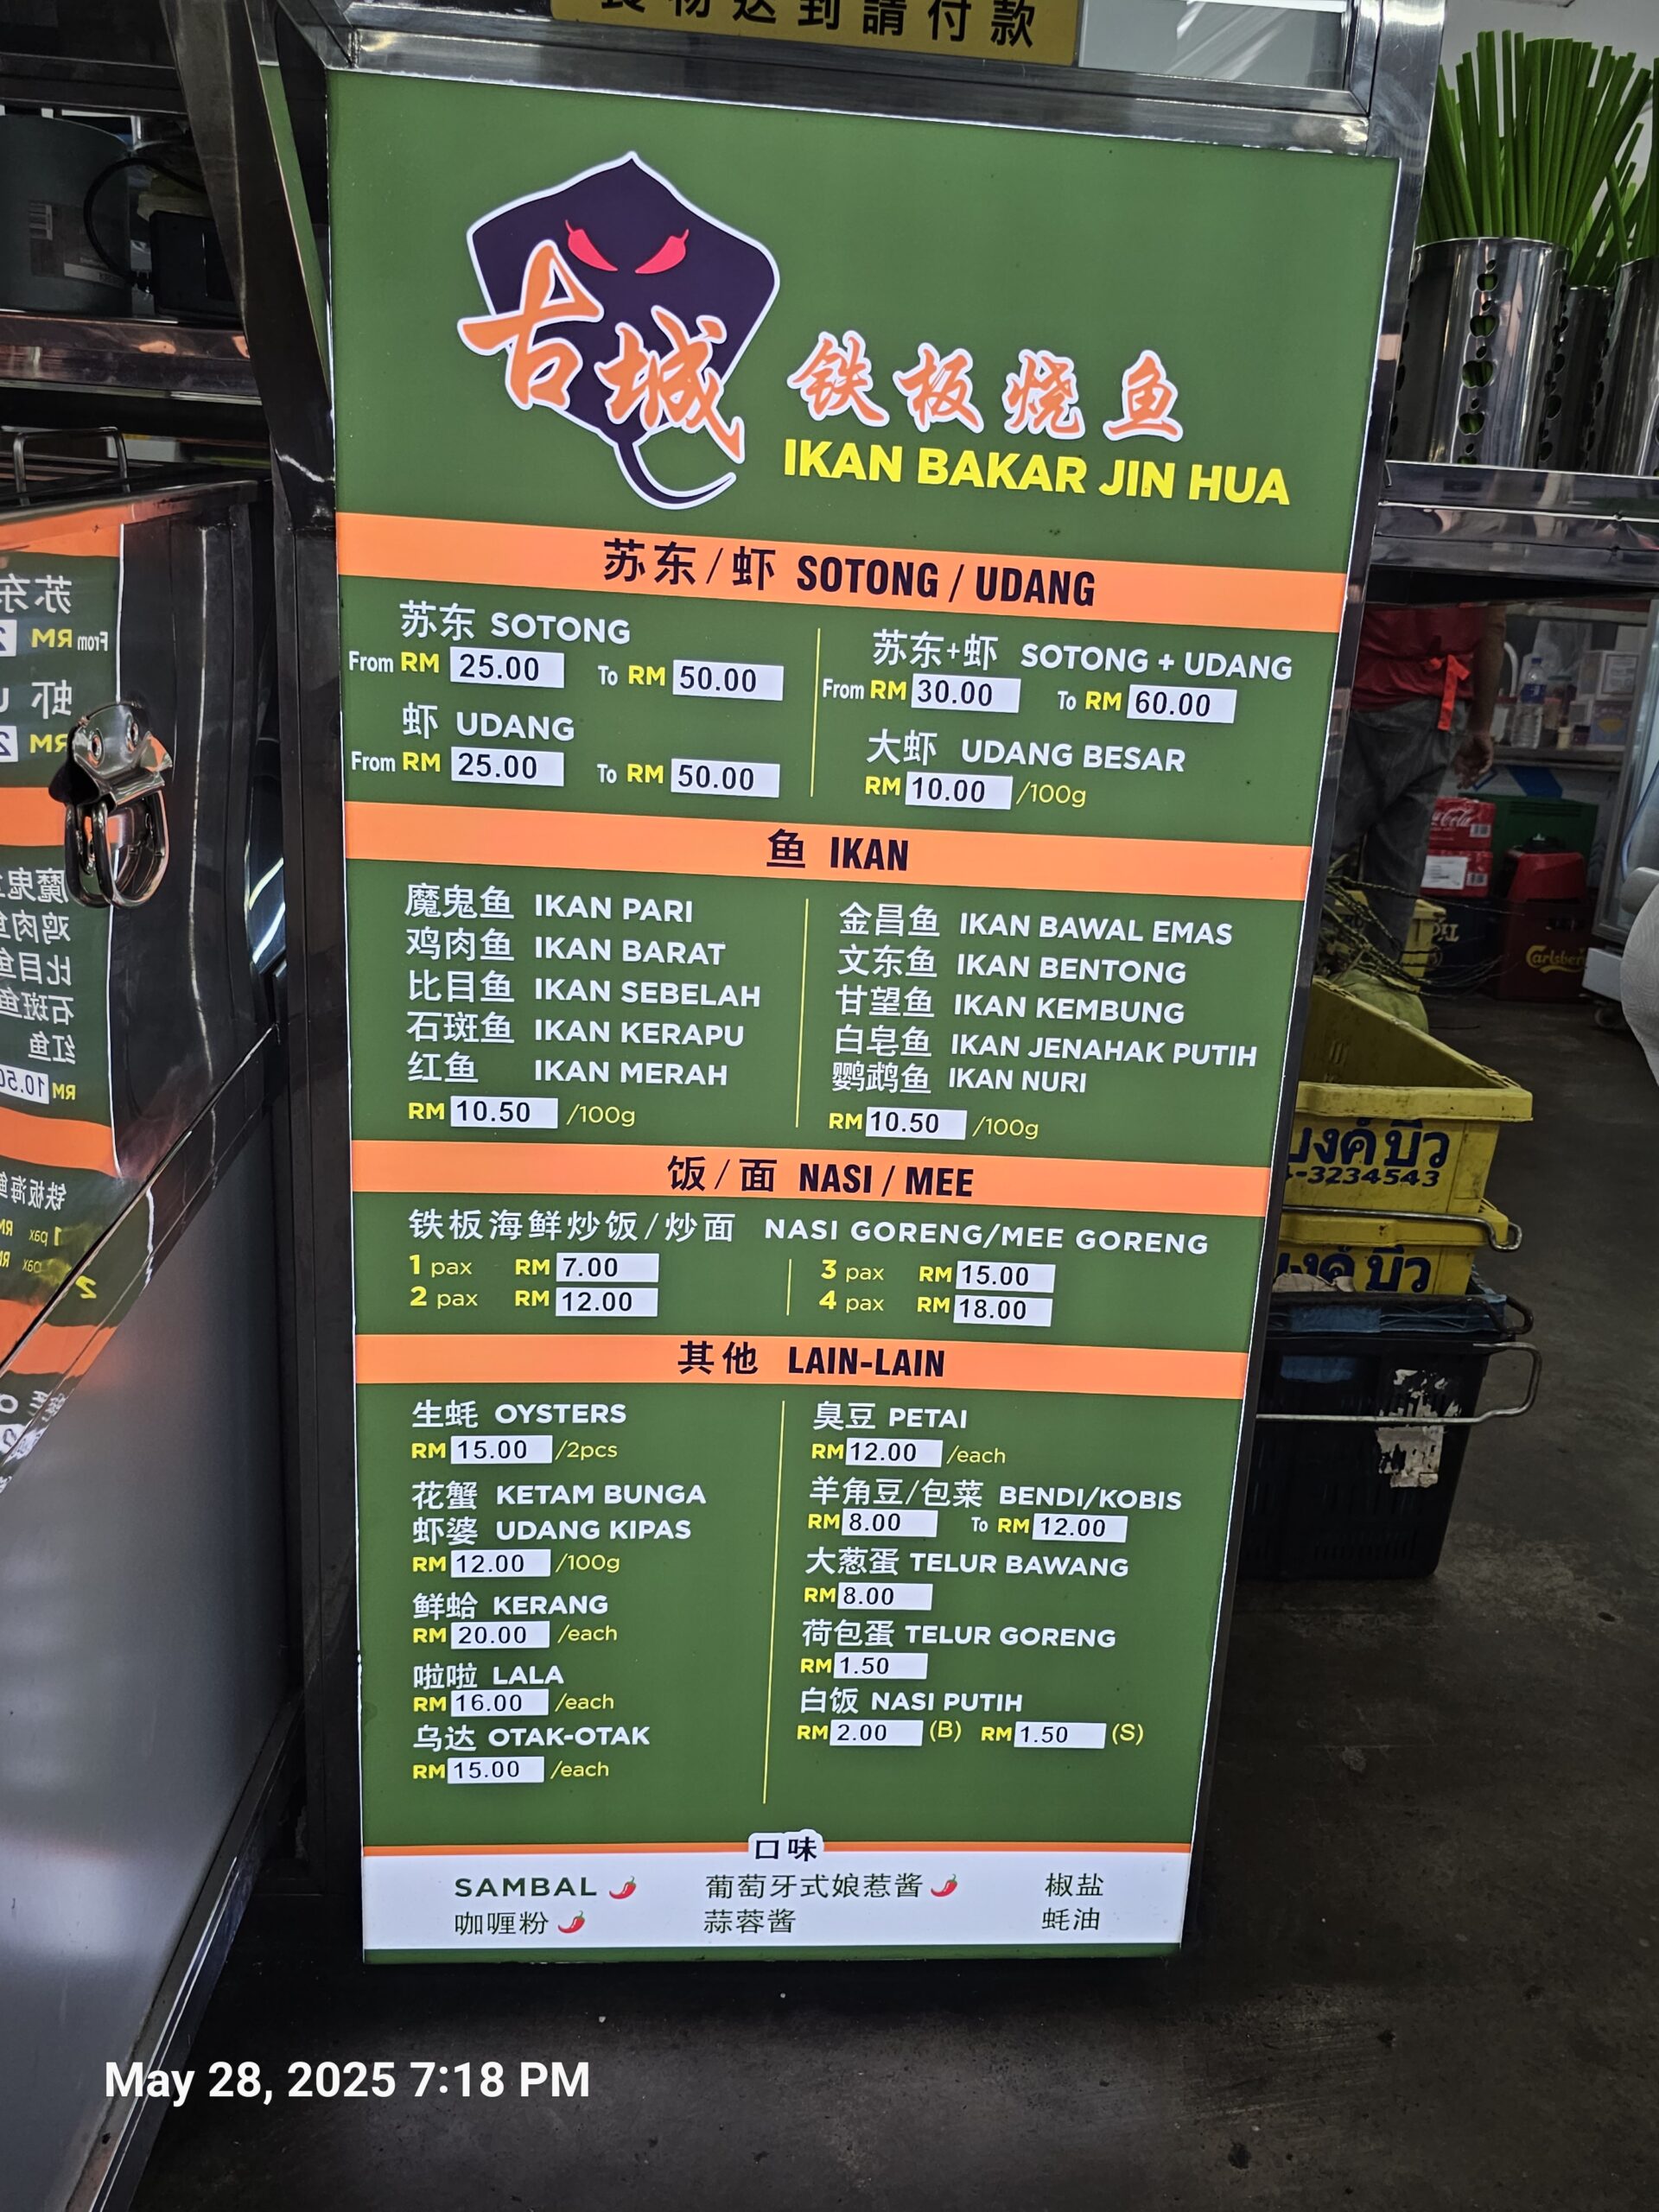 食物送到請付款
古城 铁板烧鱼
IKAN BAKAR JIN HUA
苏东/虾 SOTONG / UDANG
苏东 SOTONG
From RM 25.00 To RM 50.00
虾 UDANG
From RM 25.00 To RM 50.00
苏东+虾 SOTONG + UDANG
From RM 30.00 To RM 60.00
大虾 UDANG BESAR
RM 10.00 /100g
鱼 IKAN
魔鬼鱼 IKAN PARI
鸡肉鱼 IKAN BARAT
比目鱼 IKAN SEBELAH
石斑鱼 IKAN KERAPU
红鱼 IKAN MERAH
RM 10.50 /100g
金昌鱼 IKAN BAWAL EMAS
文东鱼 IKAN BENTONG
甘望鱼 IKAN KEMBUNG
白皂鱼 IKAN JENAHAK PUTIH
鹦鹉鱼 IKAN NURI
RM 10.50 /100g
饭/面 NASI / MEE
铁板海鲜炒饭/炒面 NASI GORENG/MEE GORENG
1 pax RM 7.00
2 pax RM 12.00
3 pax RM 15.00
4 pax RM 18.00
其他 LAIN-LAIN
生蚝 OYSTERS
RM 15.00 /2pcs
花蟹 KETAM BUNGA
虾婆 UDANG KIPAS
RM 12.00 /100g
鲜蛤 KERANG
RM 20.00 /each
啦啦 LALA
RM 16.00 /each
乌达 OTAK-OTAK
RM 15.00 /each
臭豆 PETAI
RM 12.00 /each
羊角豆/包菜 BENDI/KOBIS
RM 8.00 To RM 12.00
大葱蛋 TELUR BAWANG
RM 8.00
荷包蛋 TELUR GORENG
RM 1.50
白饭 NASI PUTIH
RM 2.00 (B) RM 1.50 (S)
口味
SAMBAL 葡萄牙式娘惹酱 椒盐
咖喱粉 蒜蓉酱 蚝油
Carlsberg
-3234543
May 28, 2025 7:18 PM